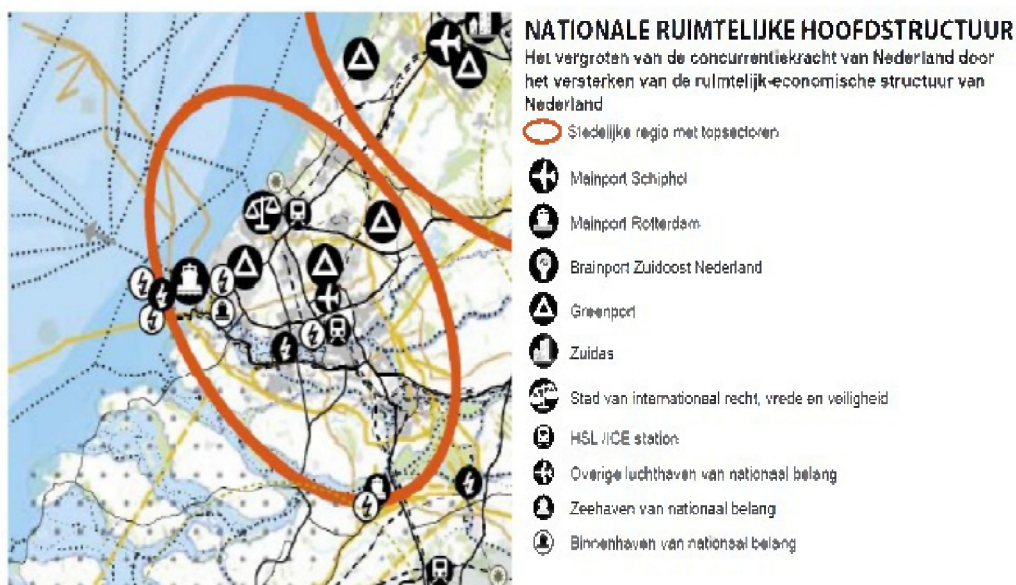 NATIONALE RUIMTELIJKE HOOFDSTRUCTUUR
Het vergroten van de concurrentiekracht van Nederland door
het versterken van de ruimtelijk-economische structuur van
Nederland
Stedelijke regio met topsectoren
Mainport Schiphol
Mainport Rotterdam
Brainport Zuidoost Nederland
Greenport
Zuidas
Stad van internationaal recht, vrede en veiligheid
HSL /ICE station
Overige luchthaven van nationaal belang
Zeehaven van nationaal belang
Binnenhaven van nationaal belang